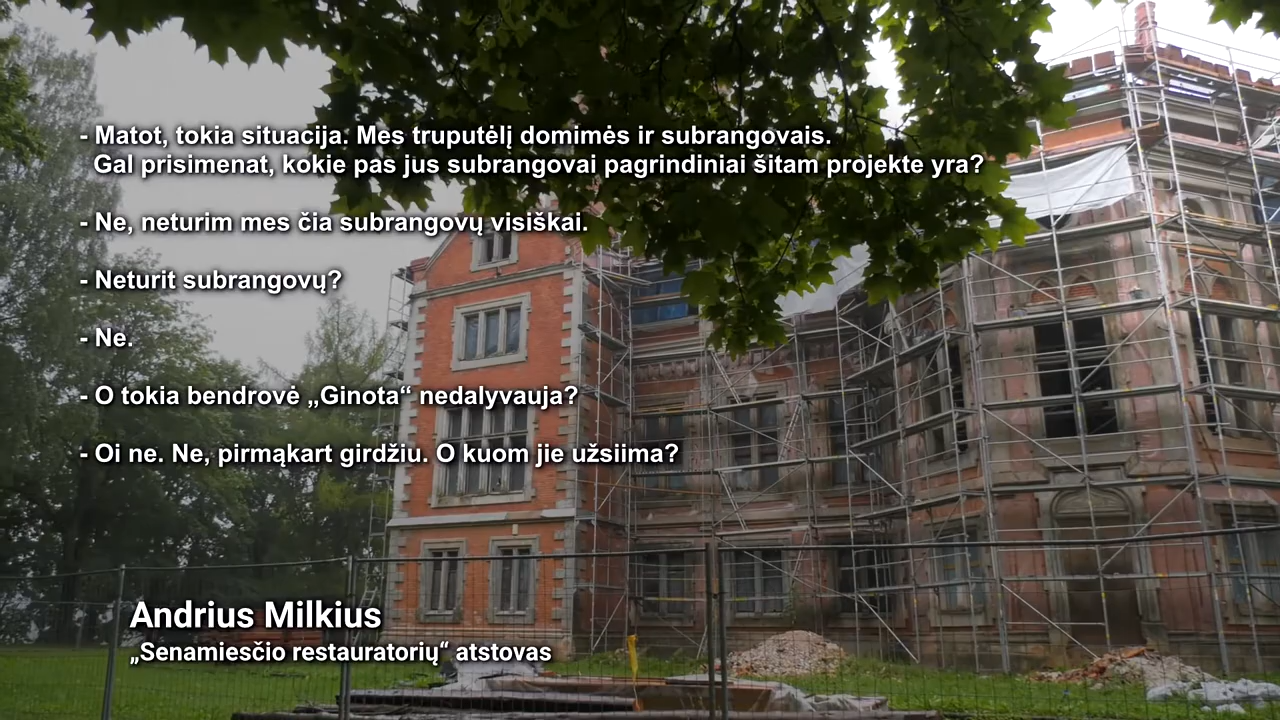 - Matot, tokia situacija. Mes truputėlį domimės ir subrangovais.
Gal prisimenat, kokie pas jus subrangovai pagrindiniai šitam projekte yra?
- Ne, neturim mes čia subrangovų visiškai.
- Neturit subrangovų?
- Ne.
- O tokia bendrovė „Ginota“ nedalyvauja?
- Oi ne. Ne, pirmąkart girdžiu. O kuom jie užsiima?
Andrius Milkius
„Senamiesčio restauratorių“ atstovas